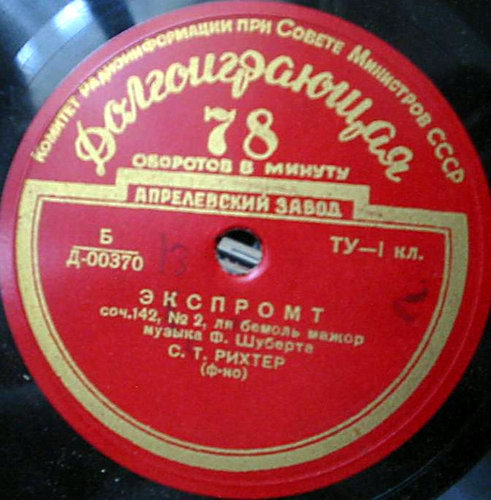 КОМИТЕТ РАДИОИНФОРМАЦИИ ПРИ СОВЕТЕ МИНИСТРОВ СССР
Долгоиграющая
78
ОБОРОТОВ В МИНУТУ
АПРЕЛЕВСКИЙ ЗАВОД
Б
Д-00370
ТУ—1 кл.
ЭКСПРОМТ
соч.142, № 2, ля бемоль мажор
музыка Ф. Шуберта
С. Т. РИХТЕР
(ф-но)